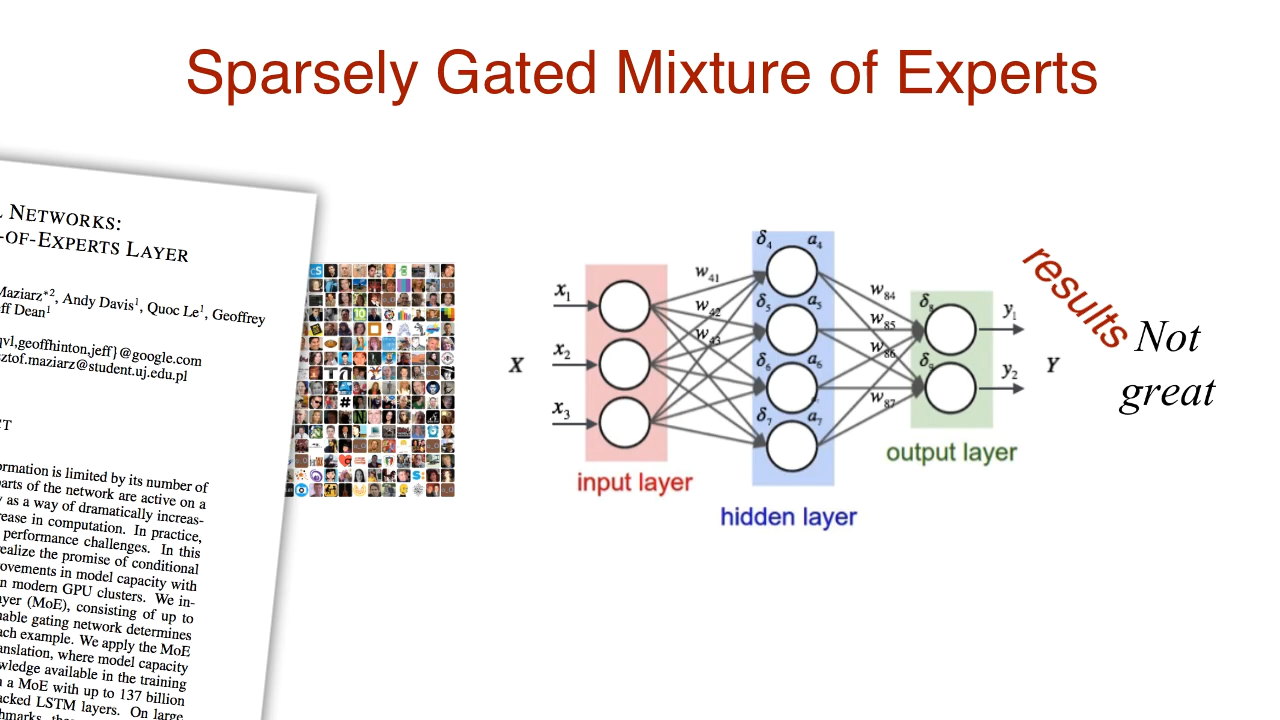 Sparsely Gated Mixture of Experts
NETWORKS:
-OF-EXPERTS LAYER
Maziarz*2, Andy Davis1, Quoc Le1, Geoffrey
ff Dean1
qvl,geoffhinton,jeff}@google.com
sztof.maziarz@student.uj.edu.pl
CT
ormation is limited by its number of
parts of the network are active on a
y as a way of dramatically increas-
rease in computation. In practice,
performance challenges. In this
realize the promise of conditional
rovements in model capacity with
n modern GPU clusters. We in-
ayer (MoE), consisting of up to
nable gating network determines
ach example. We apply the MoE
anslation, where model capacity
wledge available in the training
a MoE with up to 137 billion
acked LSTM layers. On large
X
x1
x2
x3
input layer
w41
w42
w43
δ4 a4
δ5 a5
δ6 a6
δ7 a7
hidden layer
w84
w85
w86
w87
δ8
δ9
output layer
y1
y2
Y
results
Not
great